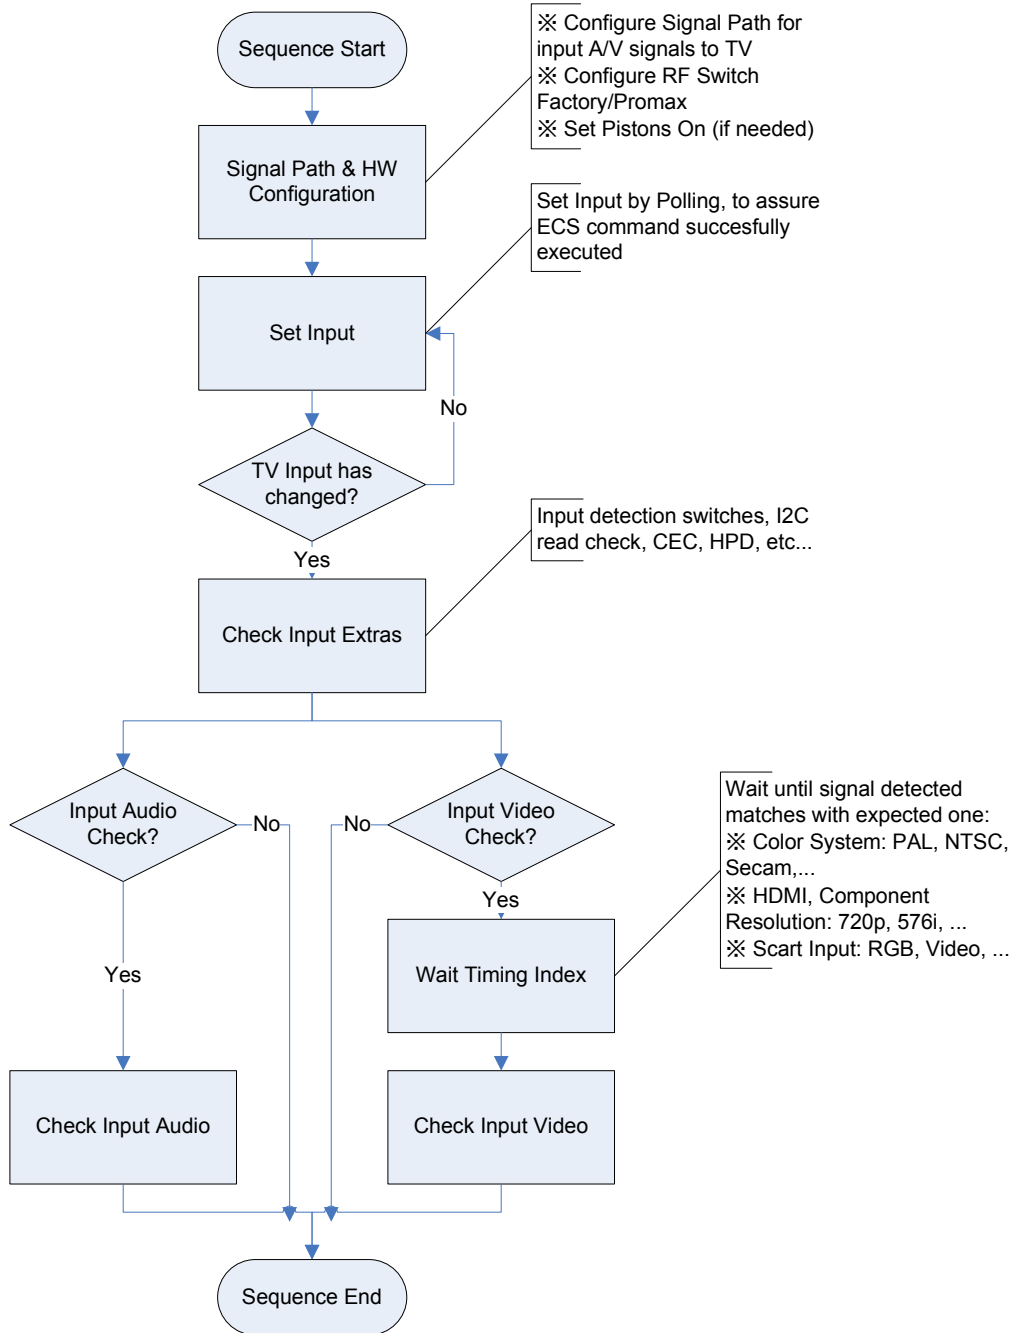 Sequence Start
※ Configure Signal Path for
input A/V signals to TV
※ Configure RF Switch
Factory/Promax
※ Set Pistons On (if needed)
Signal Path & HW
Configuration
Set Input by Polling, to assure
ECS command succesfully
executed
Set Input
No
TV Input has
changed?
Yes
Input detection switches, I2C
read check, CEC, HPD, etc...
Check Input Extras
Input Audio
Check?
No
Yes
Input Video
Check?
No
Yes
Wait until signal detected
matches with expected one:
※ Color System: PAL, NTSC,
Secam,...
※ HDMI, Component
Resolution: 720p, 576i, ...
※ Scart Input: RGB, Video, ...
Wait Timing Index
Check Input Audio
Check Input Video
Sequence End